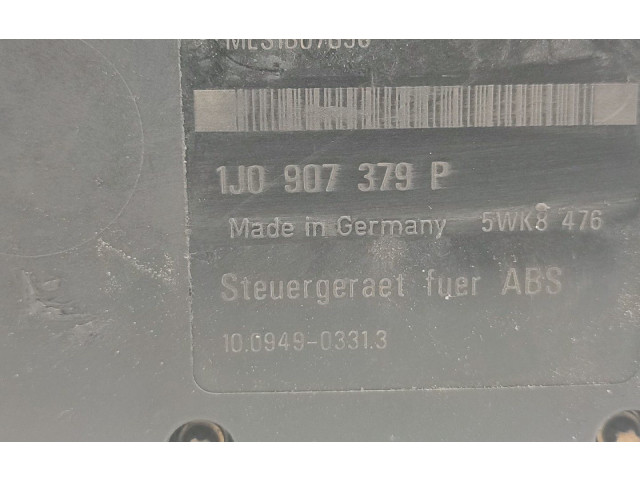 1J0 907 379 P
Made in Germany 5WK8 476
Steuergeraet fuer ABS
10.0949-0331.3